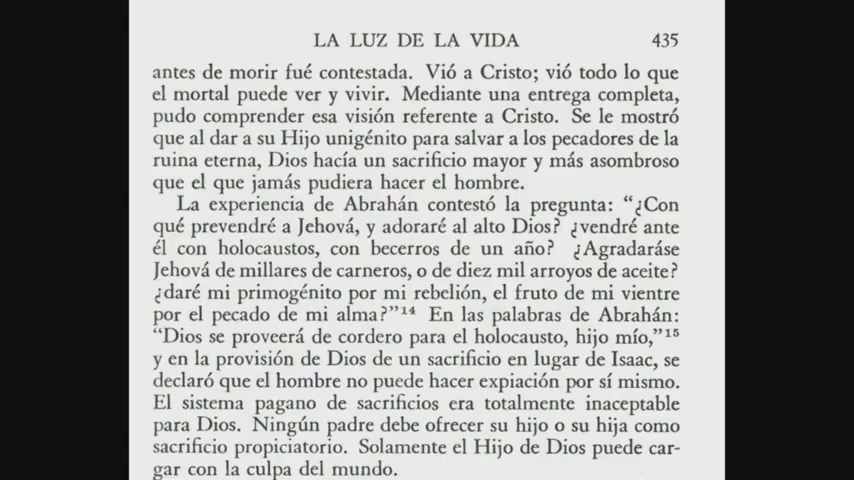 LA LUZ DE LA VIDA 435
antes de morir fué contestada. Vió a Cristo; vió todo lo que
el mortal puede ver y vivir. Mediante una entrega completa,
pudo comprender esa visión referente a Cristo. Se le mostró
que al dar a su Hijo unigénito para salvar a los pecadores de la
ruina eterna, Dios hacía un sacrificio mayor y más asombroso
que el que jamás pudiera hacer el hombre.
La experiencia de Abrahán contestó la pregunta: “¿Con
qué prevendré a Jehová, y adoraré al alto Dios? ¿vendré ante
él con holocaustos, con becerros de un año? ¿Agradaráse
Jehová de millares de carneros, o de diez mil arroyos de aceite?
¿daré mi primogénito por mi rebelión, el fruto de mi vientre
por el pecado de mi alma?”¹⁴ En las palabras de Abrahán:
“Dios se proveerá de cordero para el holocausto, hijo mío,”¹⁵
y en la provisión de Dios de un sacrificio en lugar de Isaac, se
declaró que el hombre no puede hacer expiación por sí mismo.
El sistema pagano de sacrificios era totalmente inaceptable
para Dios. Ningún padre debe ofrecer su hijo o su hija como
sacrificio propiciatorio. Solamente el Hijo de Dios puede car-
gar con la culpa del mundo.